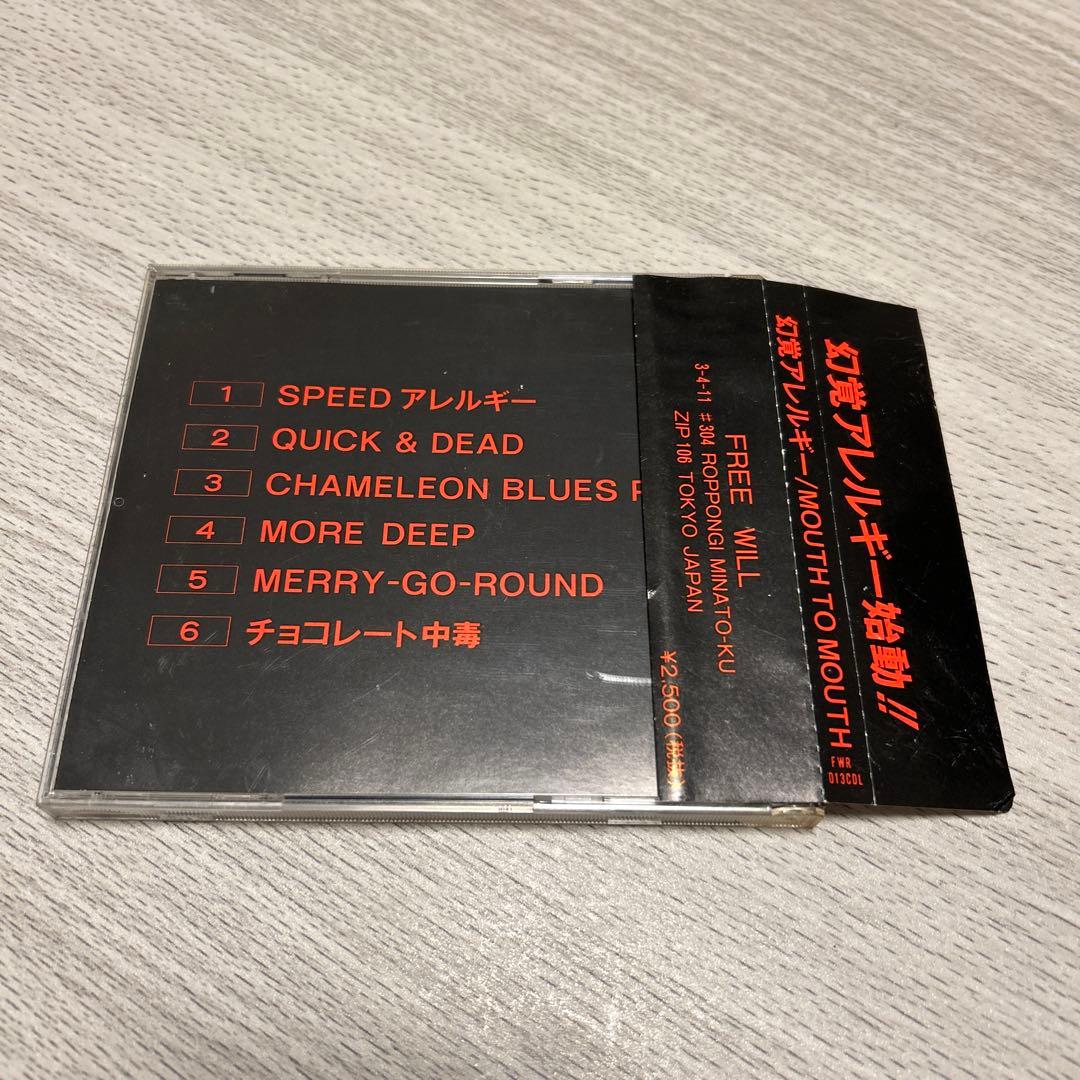 1 SPEED アレルギー
2 QUICK & DEAD
3 CHAMELEON BLUES
4 MORE DEEP
5 MERRY-GO-ROUND
6 チョコレート中毒
FREE WILL
3-4-11 #304 ROPPONGI MINATO-KU
ZIP 106 TOKYO JAPAN
¥2,500
幻覚アレルギー/MOUTH TO MOUTH
FWR
013COL
幻覚アレルギー始動!!